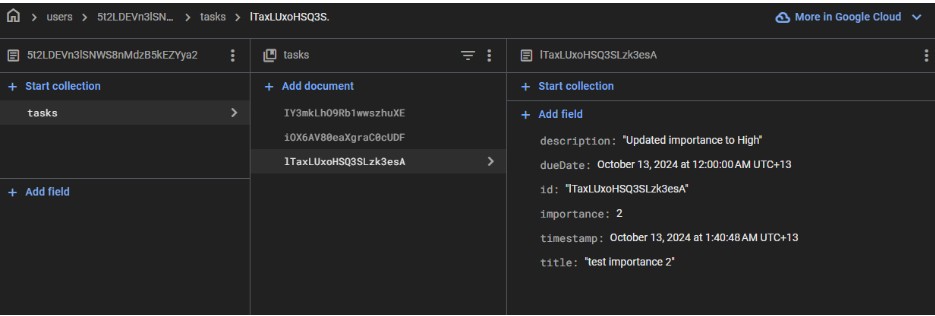 users > 5t2LDEVn3lSN... > tasks > lTaxLUxoHSQ3S.
More in Google Cloud
5t2LDEVn3lSNWS8nMdzB5kEZYya2
tasks
lTaxLUxoHSQ3SLzk3esA
+ Start collection
+ Add document
+ Start collection
tasks
IY3mkLhO9Rb1wwszhuXE
iOX6AV80eaXgraC0cUDF
lTaxLUxoHSQ3SLzk3esA
+ Add field
+ Add field
description: "Updated importance to High"
dueDate: October 13, 2024 at 12:00:00 AM UTC+13
id: "lTaxLUxoHSQ3SLzk3esA"
importance: 2
timestamp: October 13, 2024 at 1:40:48 AM UTC+13
title: "test importance 2"